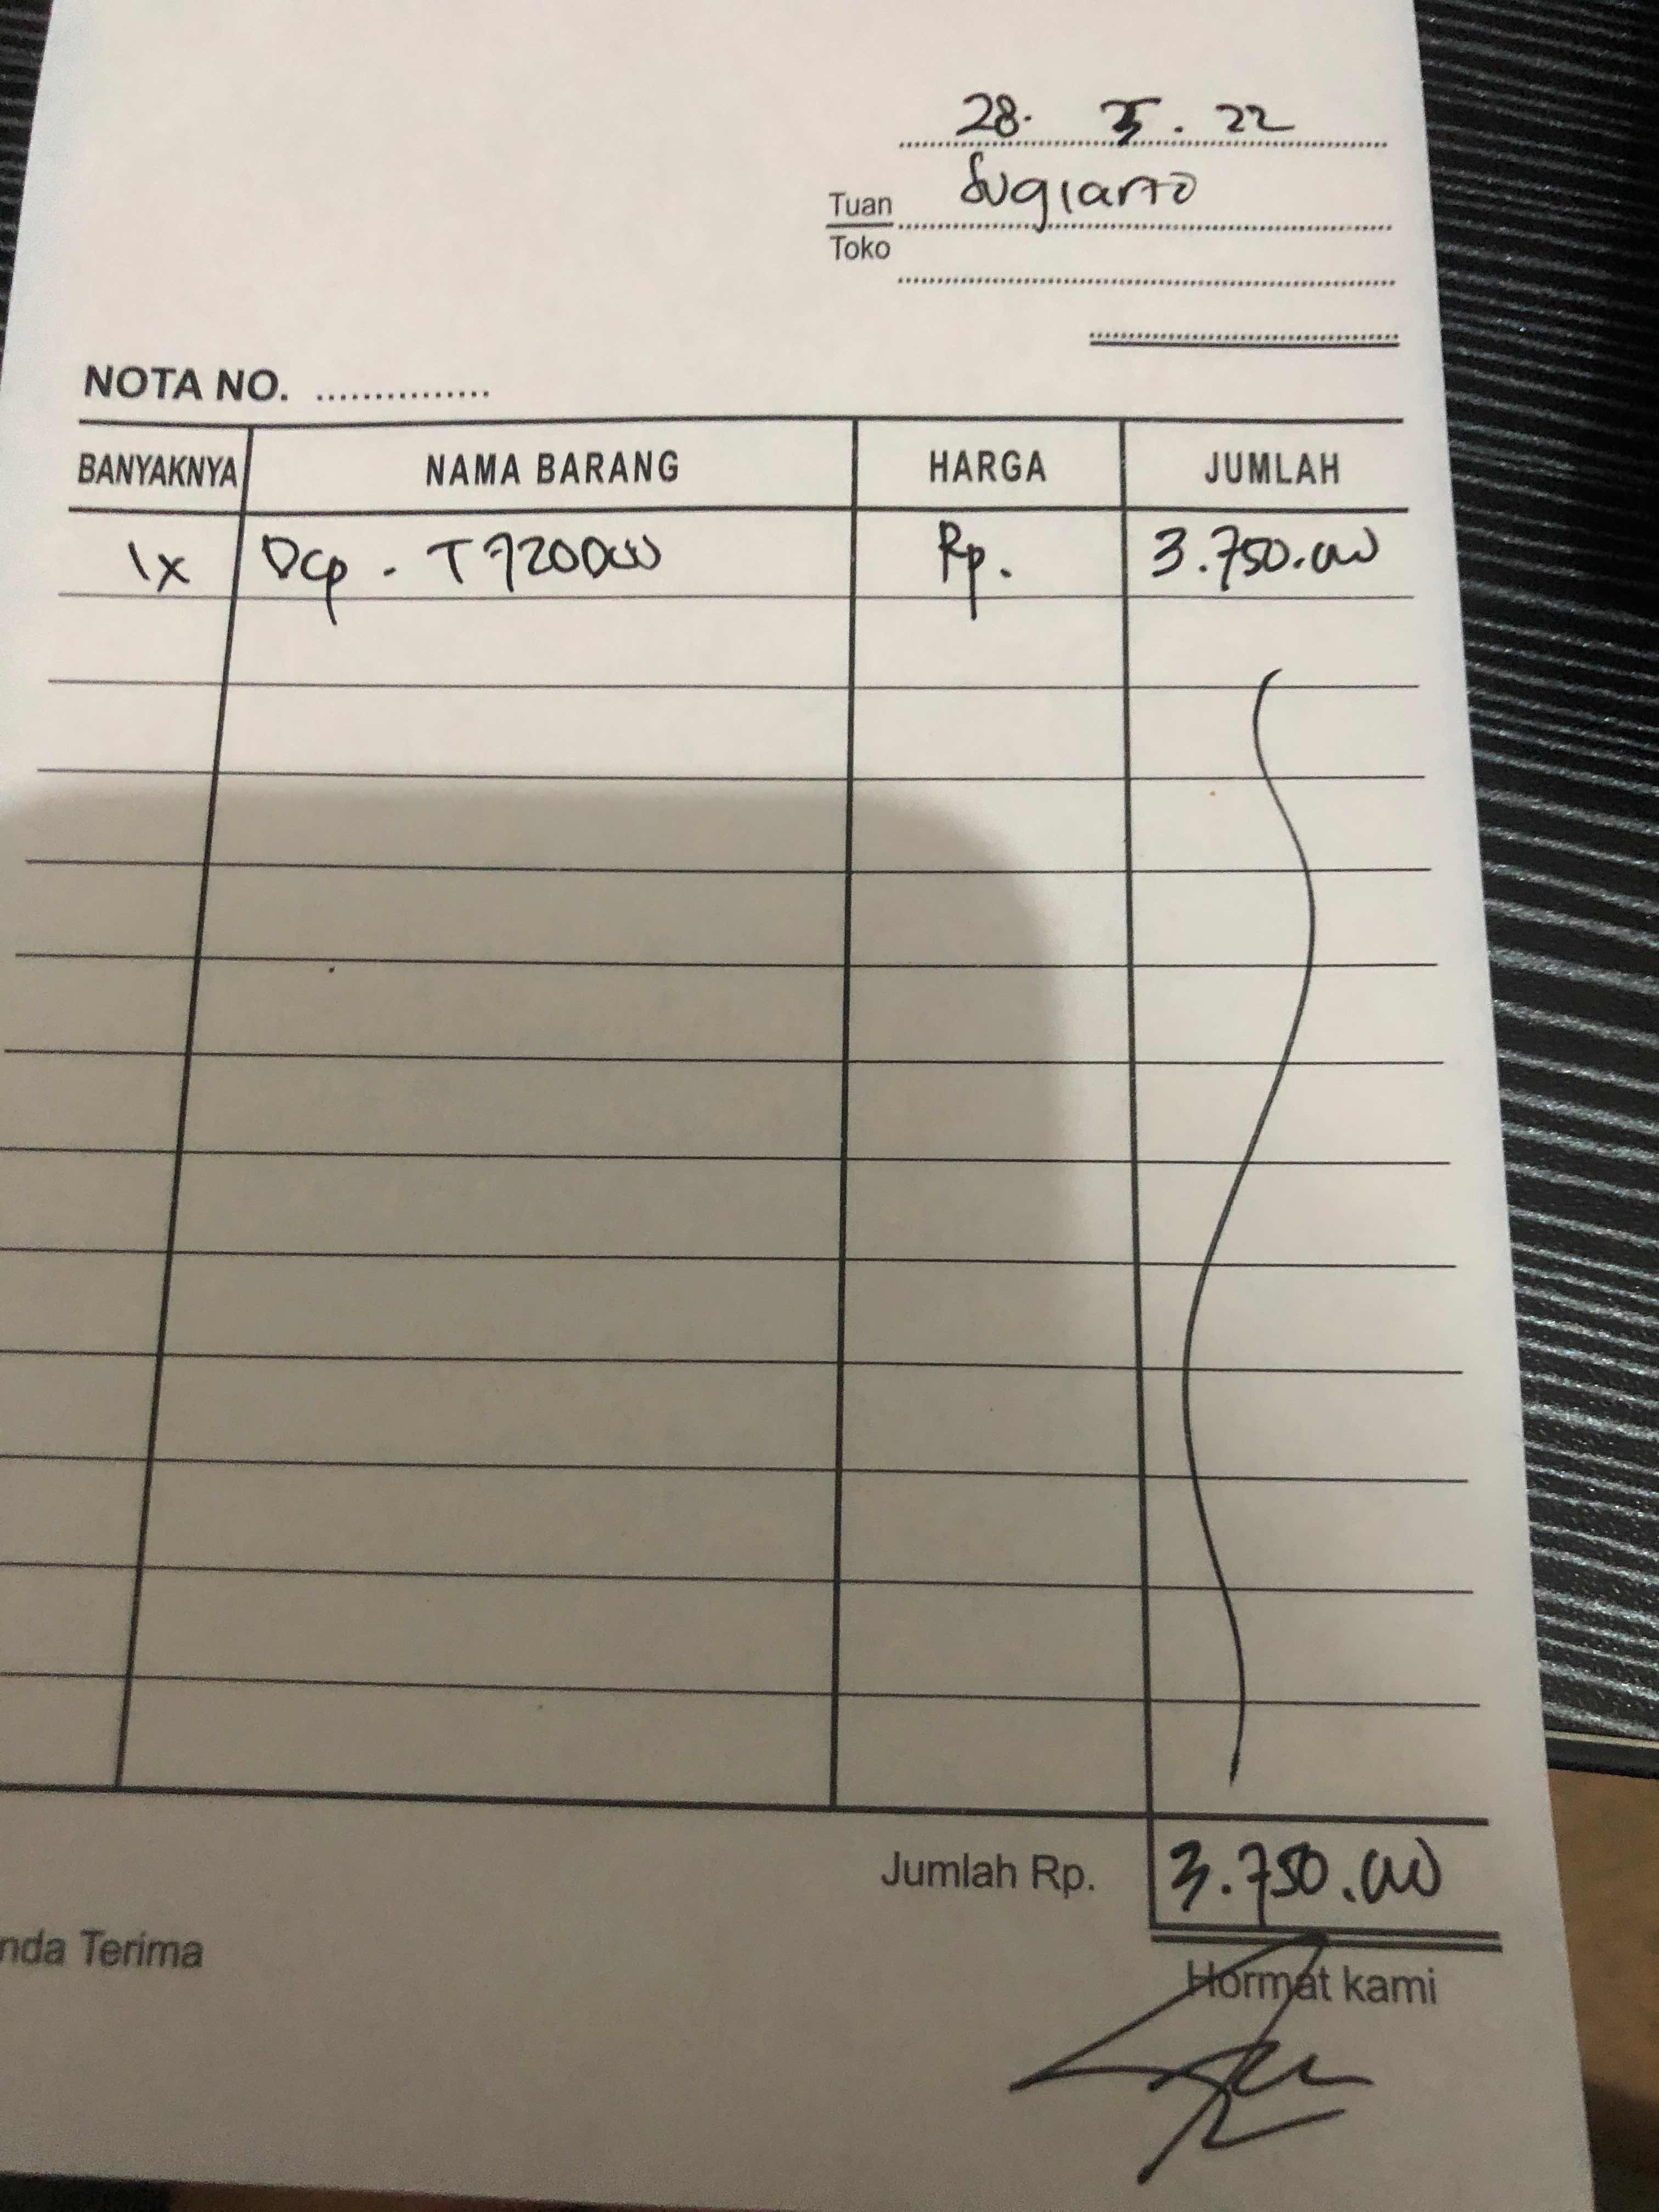 28. 5. 22
Tuan Sugiarto
Toko
NOTA NO. ...............
BANYAKNYA NAMA BARANG HARGA JUMLAH
1x Dcp - T720DW Rp. 3.750.000
Jumlah Rp. 3.750.000
nda Terima
Hormat kami